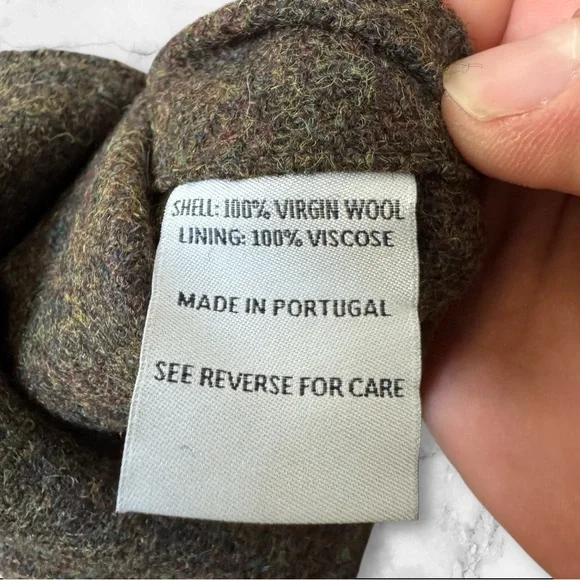 SHELL: 100% VIRGIN WOOL
LINING: 100% VISCOSE
MADE IN PORTUGAL
SEE REVERSE FOR CARE